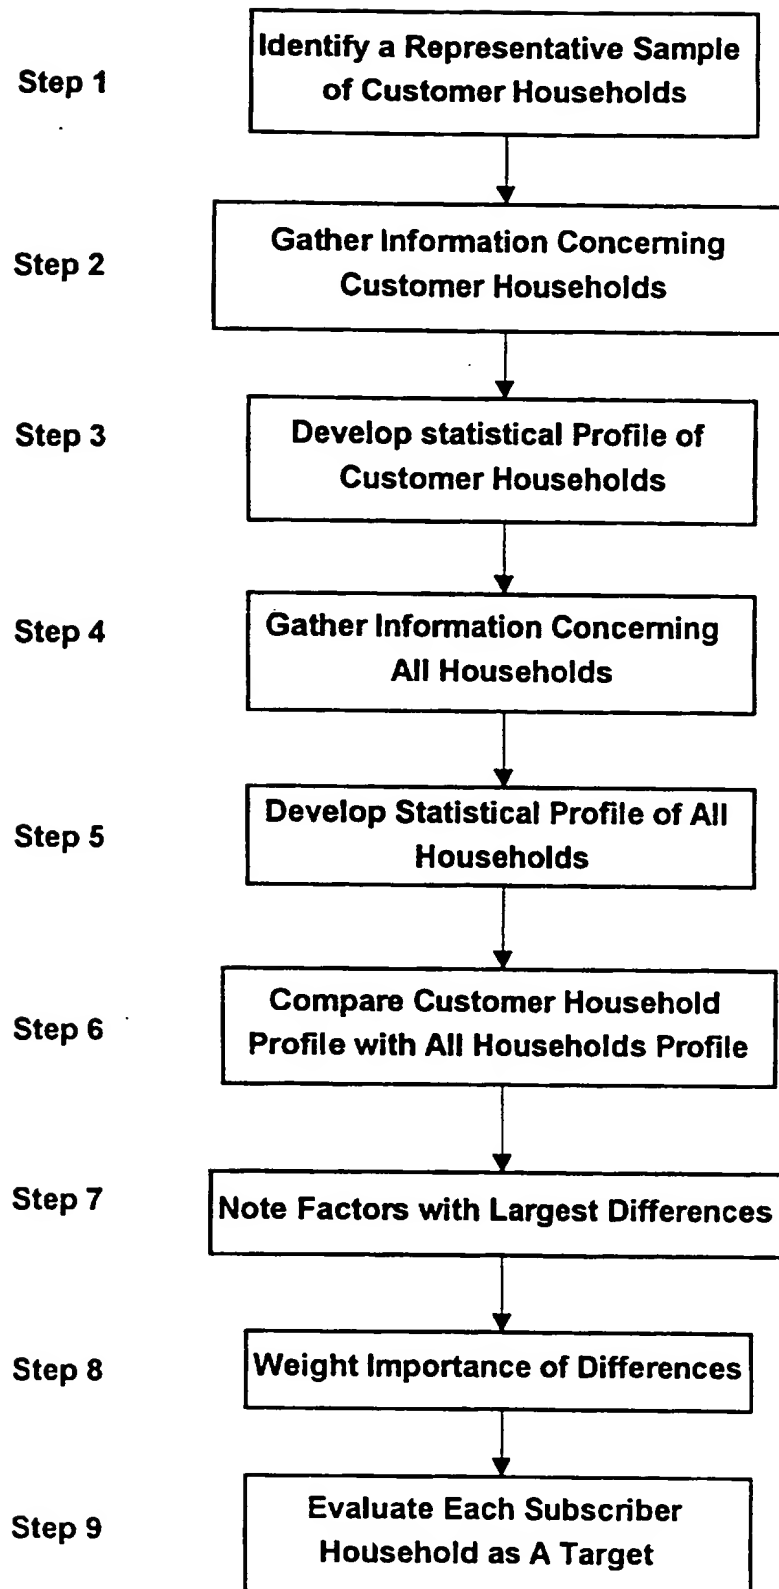 Step 1
Identify a Representative Sample
of Customer Households
Step 2
Gather Information Concerning
Customer Households
Step 3
Develop statistical Profile of
Customer Households
Step 4
Gather Information Concerning
All Households
Step 5
Develop Statistical Profile of All
Households
Step 6
Compare Customer Household
Profile with All Households Profile
Step 7
Note Factors with Largest Differences
Step 8
Weight Importance of Differences
Step 9
Evaluate Each Subscriber
Household as A Target